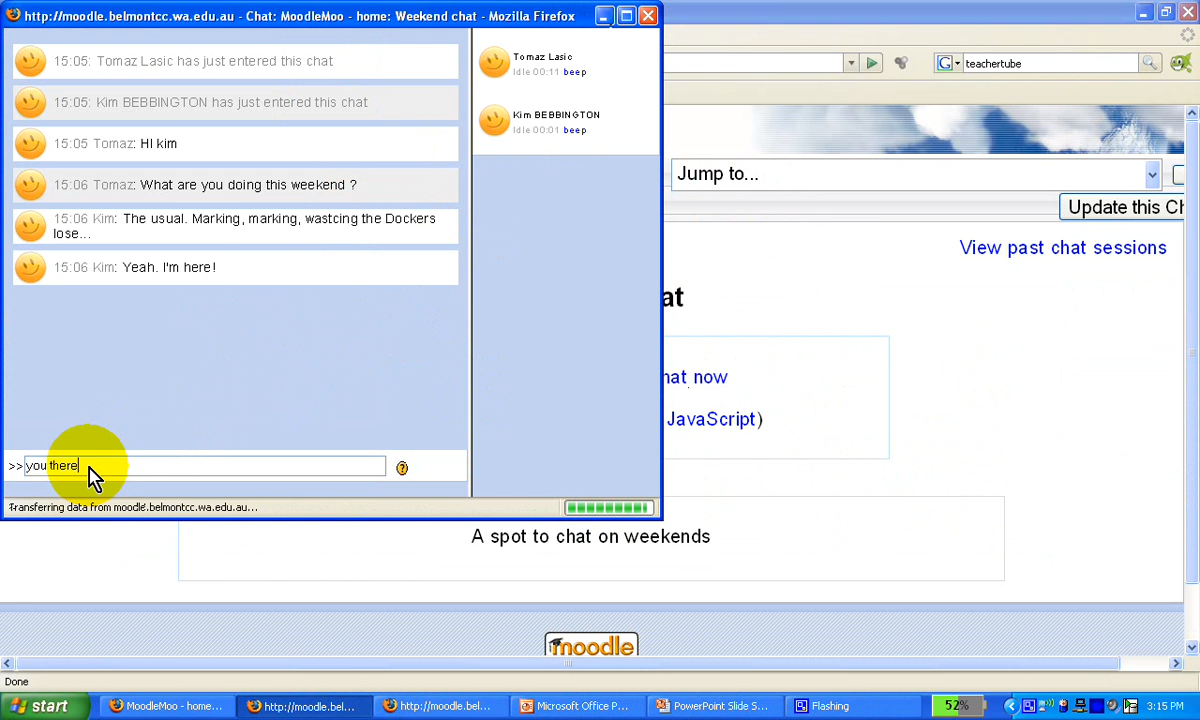 http://moodle.belmontcc.wa.edu.au - Chat: MoodleMoo - home: Weekend chat - Mozilla Firefox
15:05: Tomaz Lasic has just entered this chat
15:05: Kim BEBBINGTON has just entered this chat
15:05 Tomaz: HI kim
15:06 Tomaz: What are you doing this weekend ?
15:06 Kim: The usual. Marking, marking, wastcing the Dockers
lose...
15:06 Kim: Yeah. I'm here!
Tomaz Lasic
Idle 00:11 beep
Kim BEBBINGTON
Idle 00:01 beep
>> you there
Transferring data from moodle.belmontcc.wa.edu.au...
G teachertube
Jump to...
Update this Ch
View past chat sessions
at
hat now
JavaScript)
A spot to chat on weekends
moodle
Done
start
MoodleMoo - home...
http://moodle.bel...
http://moodle.bel...
Microsoft Office P...
PowerPoint Slide S...
Flashing
52%
3:15 PM